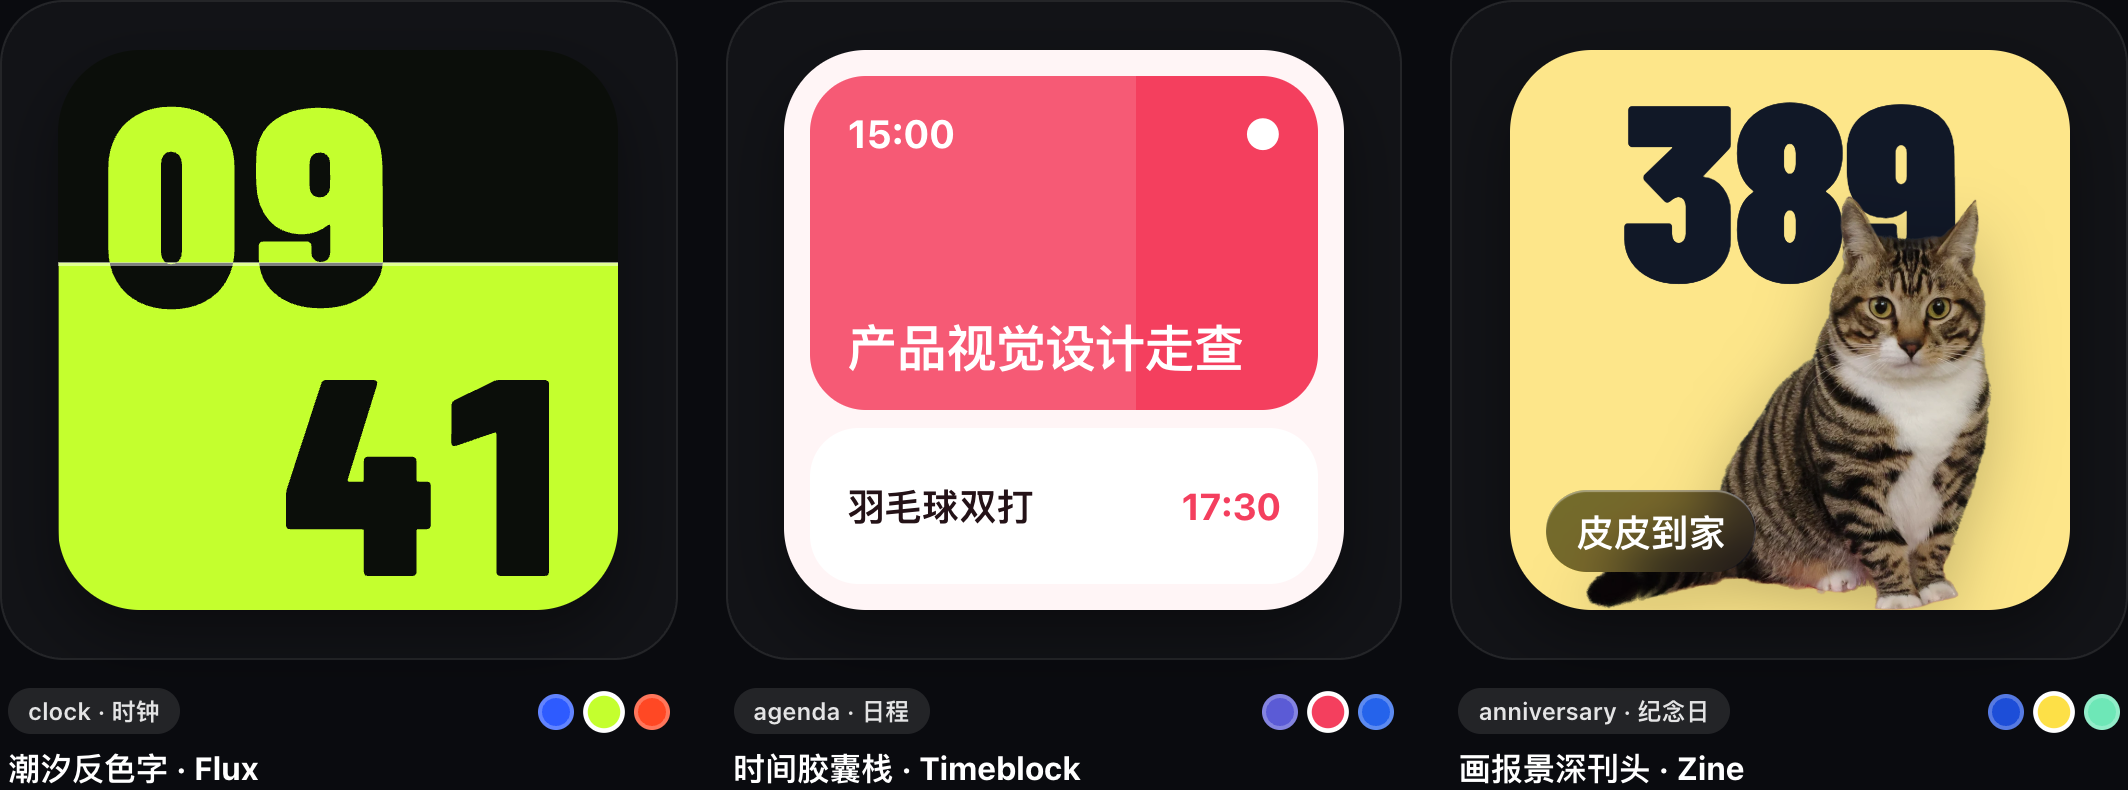 09
41
clock · 时钟
潮汐反色字 · Flux
15:00
产品视觉设计走查
羽毛球双打 17:30
agenda · 日程
时间胶囊栈 · Timeblock
389
皮皮到家
anniversary · 纪念日
画报景深刊头 · Zine